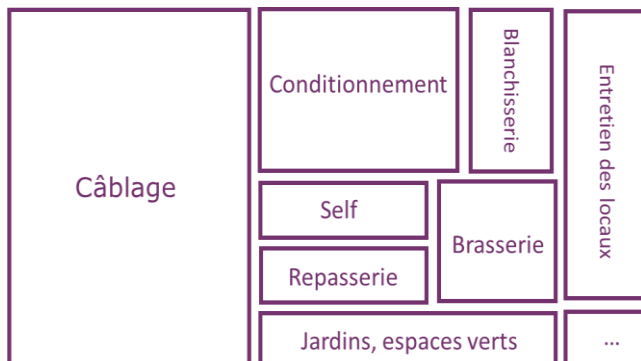 Câblage
Conditionnement
Blanchisserie
Entretien des locaux
Self
Brasserie
Repasserie
Jardins, espaces verts
...